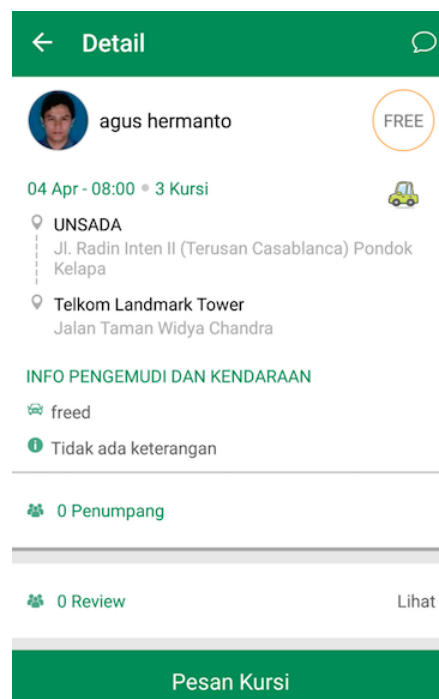 Detail
agus hermanto
FREE
04 Apr - 08:00 • 3 Kursi
UNSADA
Jl. Radin Inten II (Terusan Casablanca) Pondok
Kelapa
Telkom Landmark Tower
Jalan Taman Widya Chandra
INFO PENGEMUDI DAN KENDARAAN
freed
Tidak ada keterangan
0 Penumpang
0 Review
Lihat
Pesan Kursi